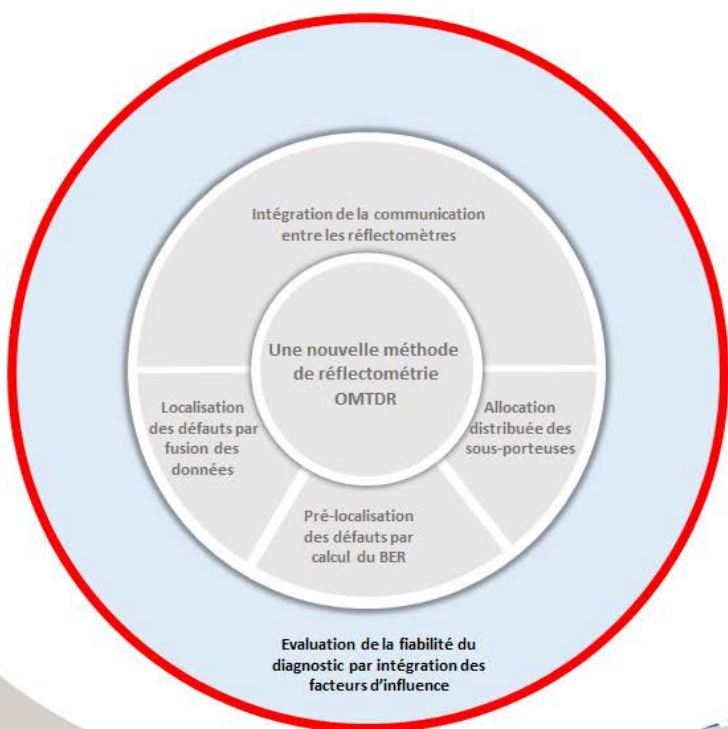 Intégration de la communication
entre les réflectomètres
Une nouvelle méthode
de réflectométrie
OMTDR
Localisation
des défauts par
fusion des
données
Allocation
distribuée des
sous-porteuses
Pré-localisation
des défauts par
calcul du BER
Evaluation de la fiabilité du
diagnostic par intégration des
facteurs d'influence